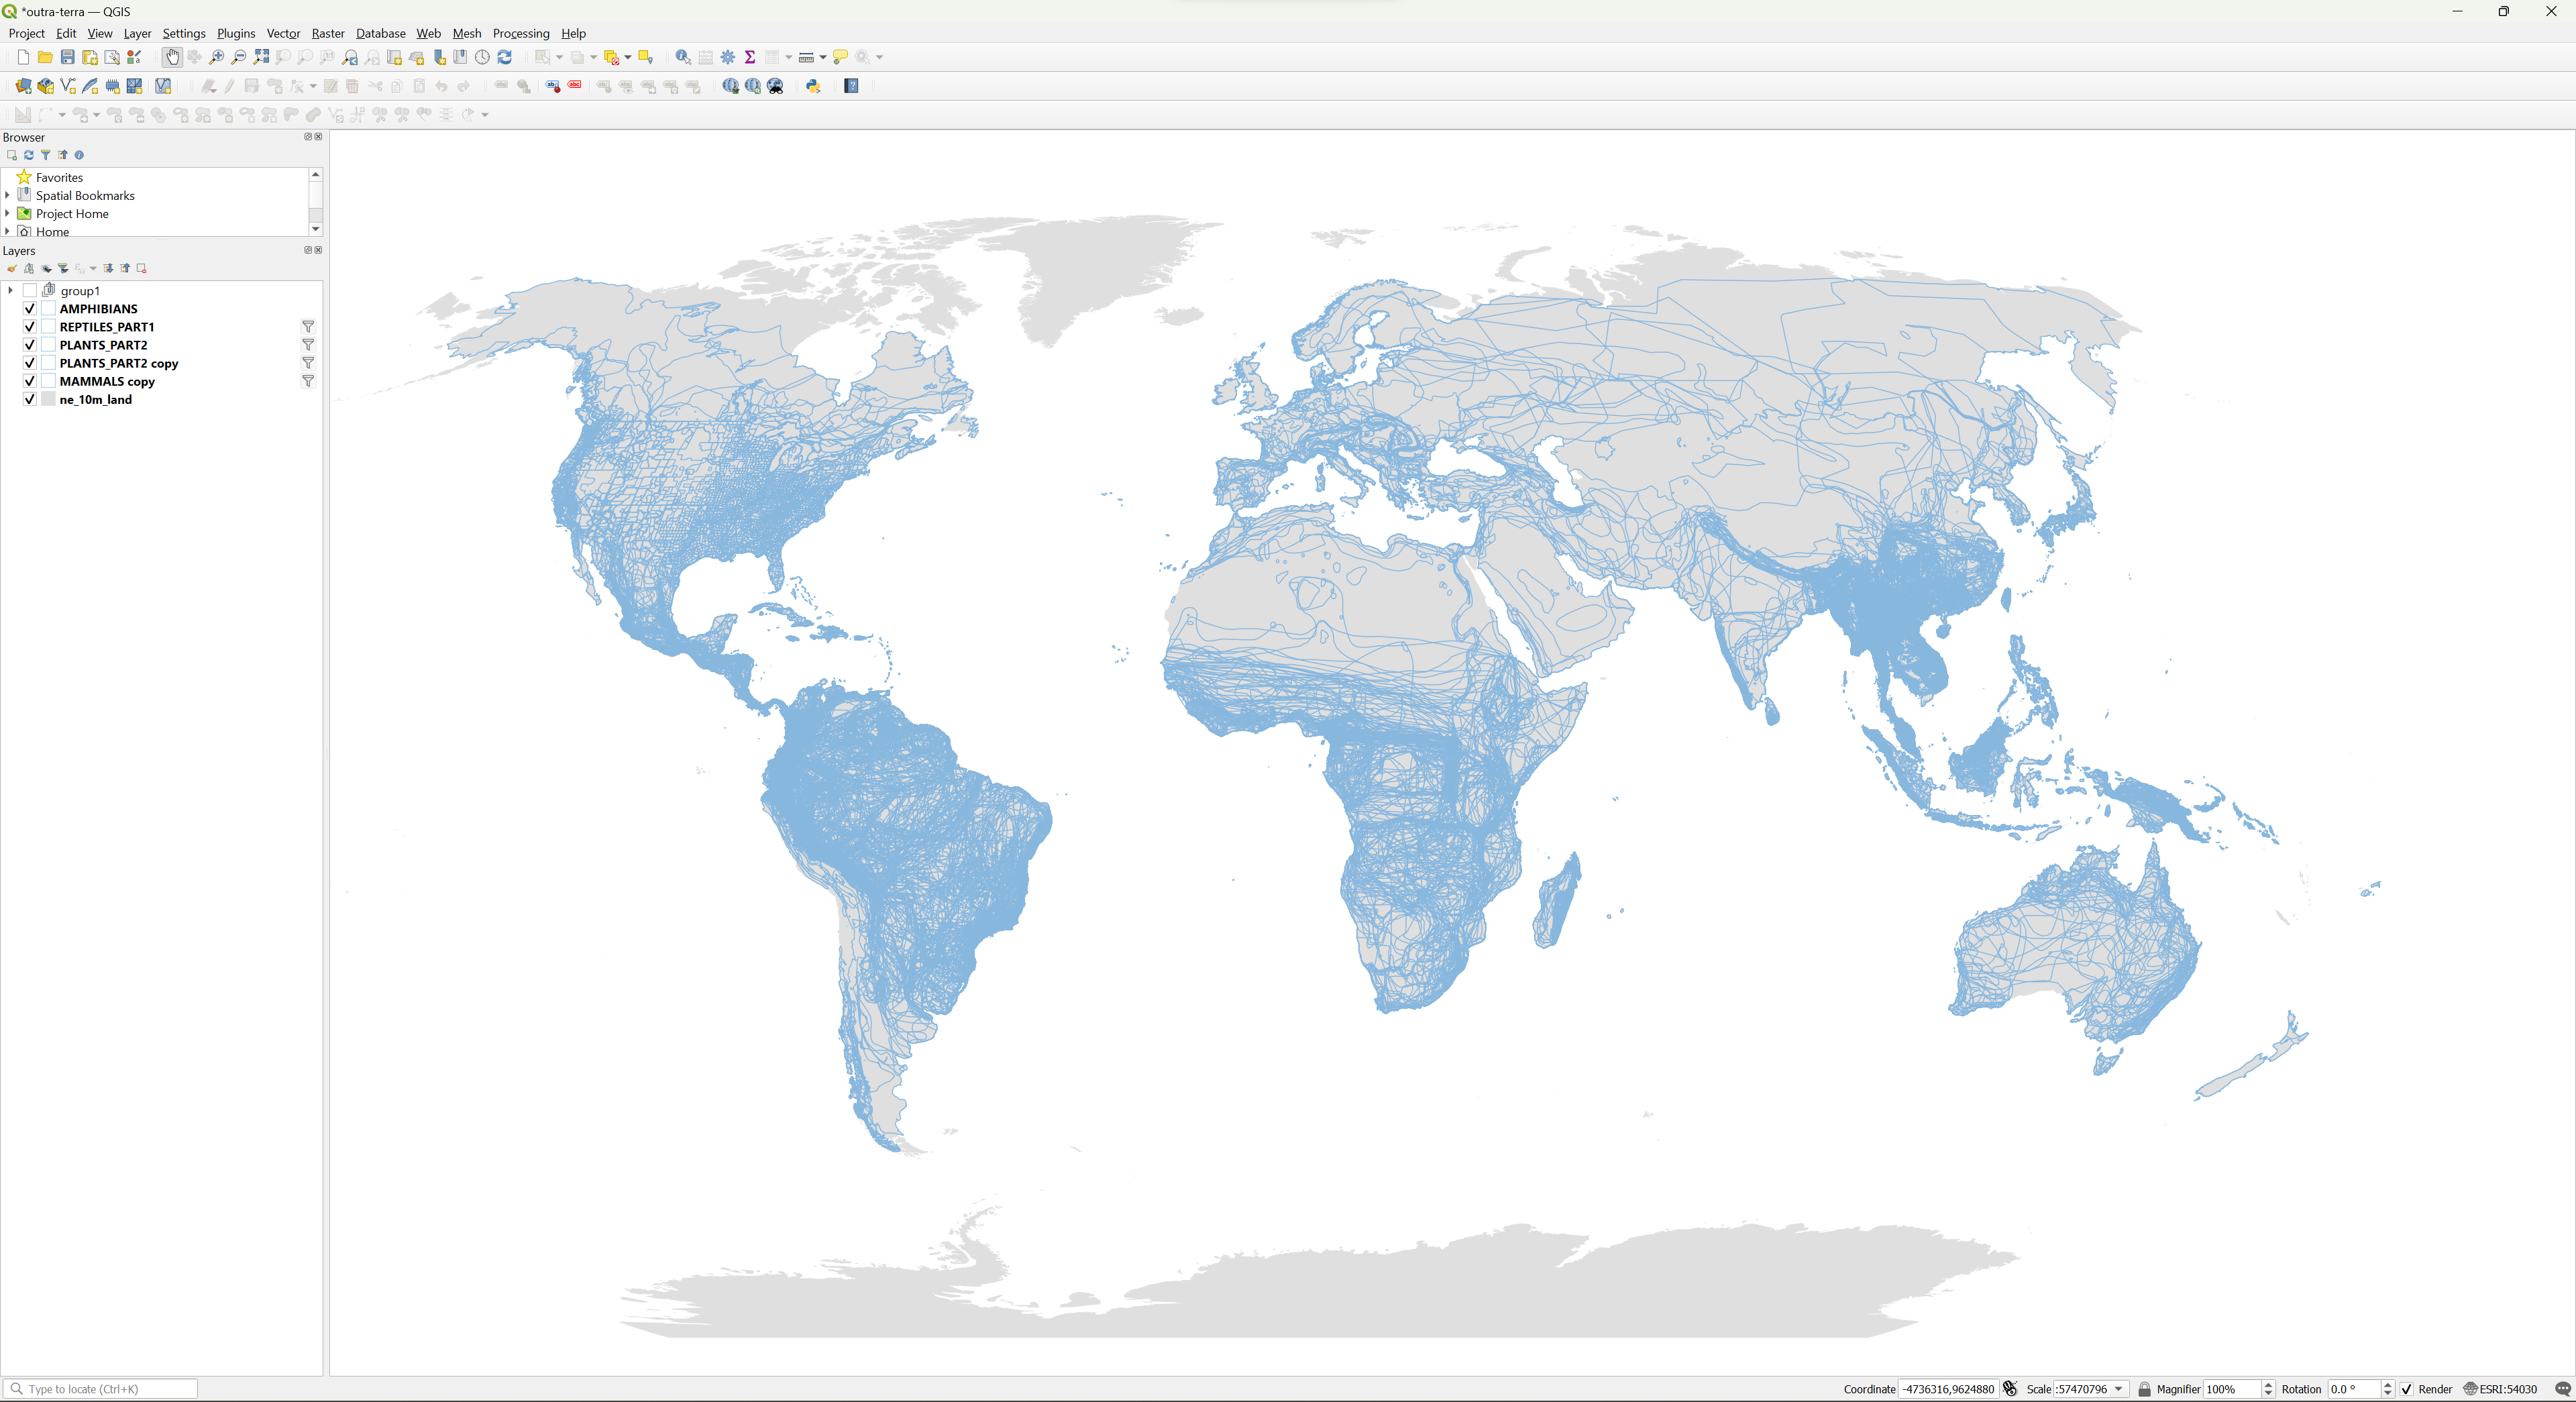 *outra-terra — QGIS
Project Edit View Layer Settings Plugins Vector Raster Database Web Mesh Processing Help
Browser
Favorites
Spatial Bookmarks
Project Home
Home
Layers
group1
AMPHIBIANS
REPTILES_PART1
PLANTS_PART2
PLANTS_PART2 copy
MAMMALS copy
ne_10m_land
Type to locate (Ctrl+K)
Coordinate -4736316,9624880 Scale :57470796 Magnifier 100% Rotation 0.0 ° Render ESRI:54030